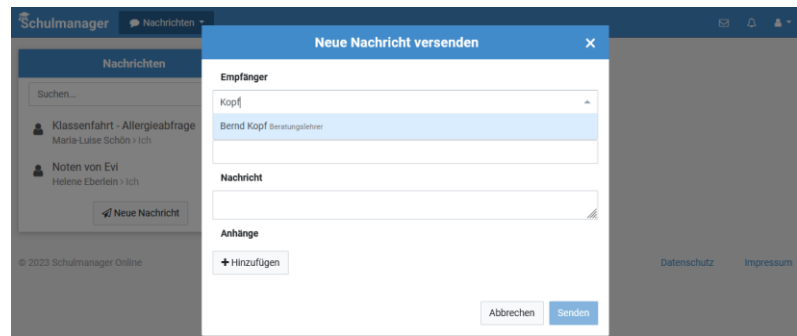 Schulmanager
Nachrichten
Neue Nachricht versenden
×
Nachrichten
Suchen...
Klassenfahrt - Allergieabfrage
Maria-Luise Schön > Ich
Noten von Evi
Helene Eberlein > Ich
Neue Nachricht
Empfänger
Kopf
Bernd Kopf Beratungslehrer
Nachricht
Anhänge
+ Hinzufügen
Abbrechen
Senden
© 2023 Schulmanager Online
Datenschutz
Impressum